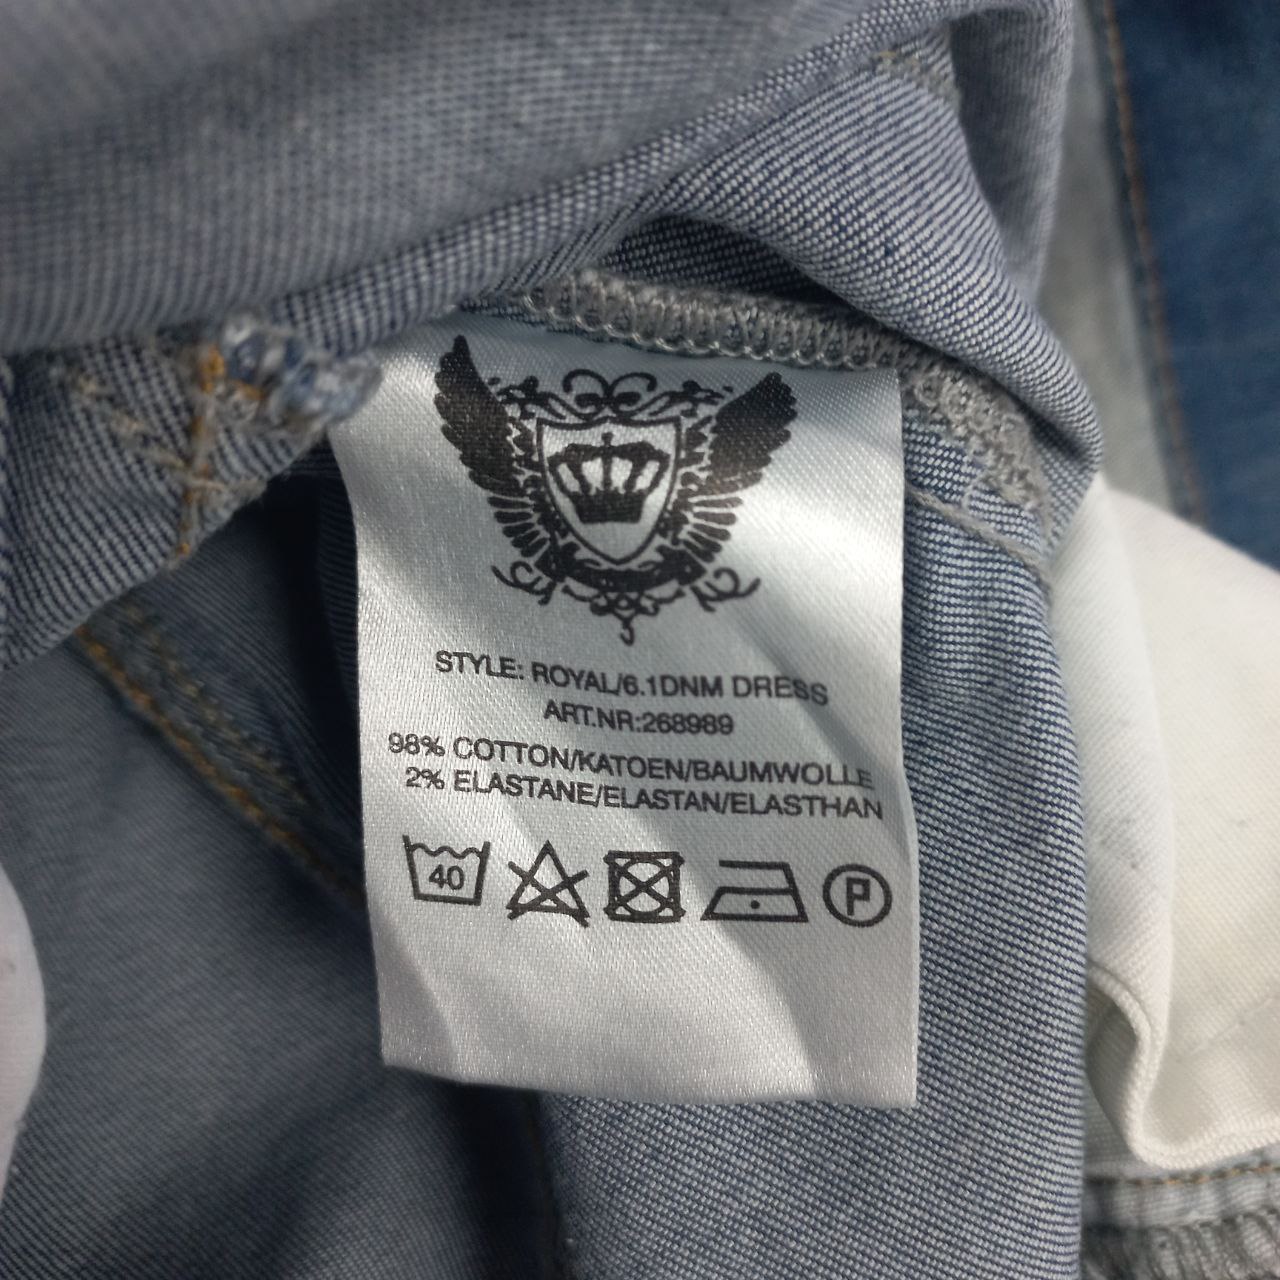 STYLE: ROYAL/6.1DNM DRESS
ART.NR:268989
98% COTTON/KATOEN/BAUMWOLLE
2% ELASTANE/ELASTAN/ELASTHAN
40 P